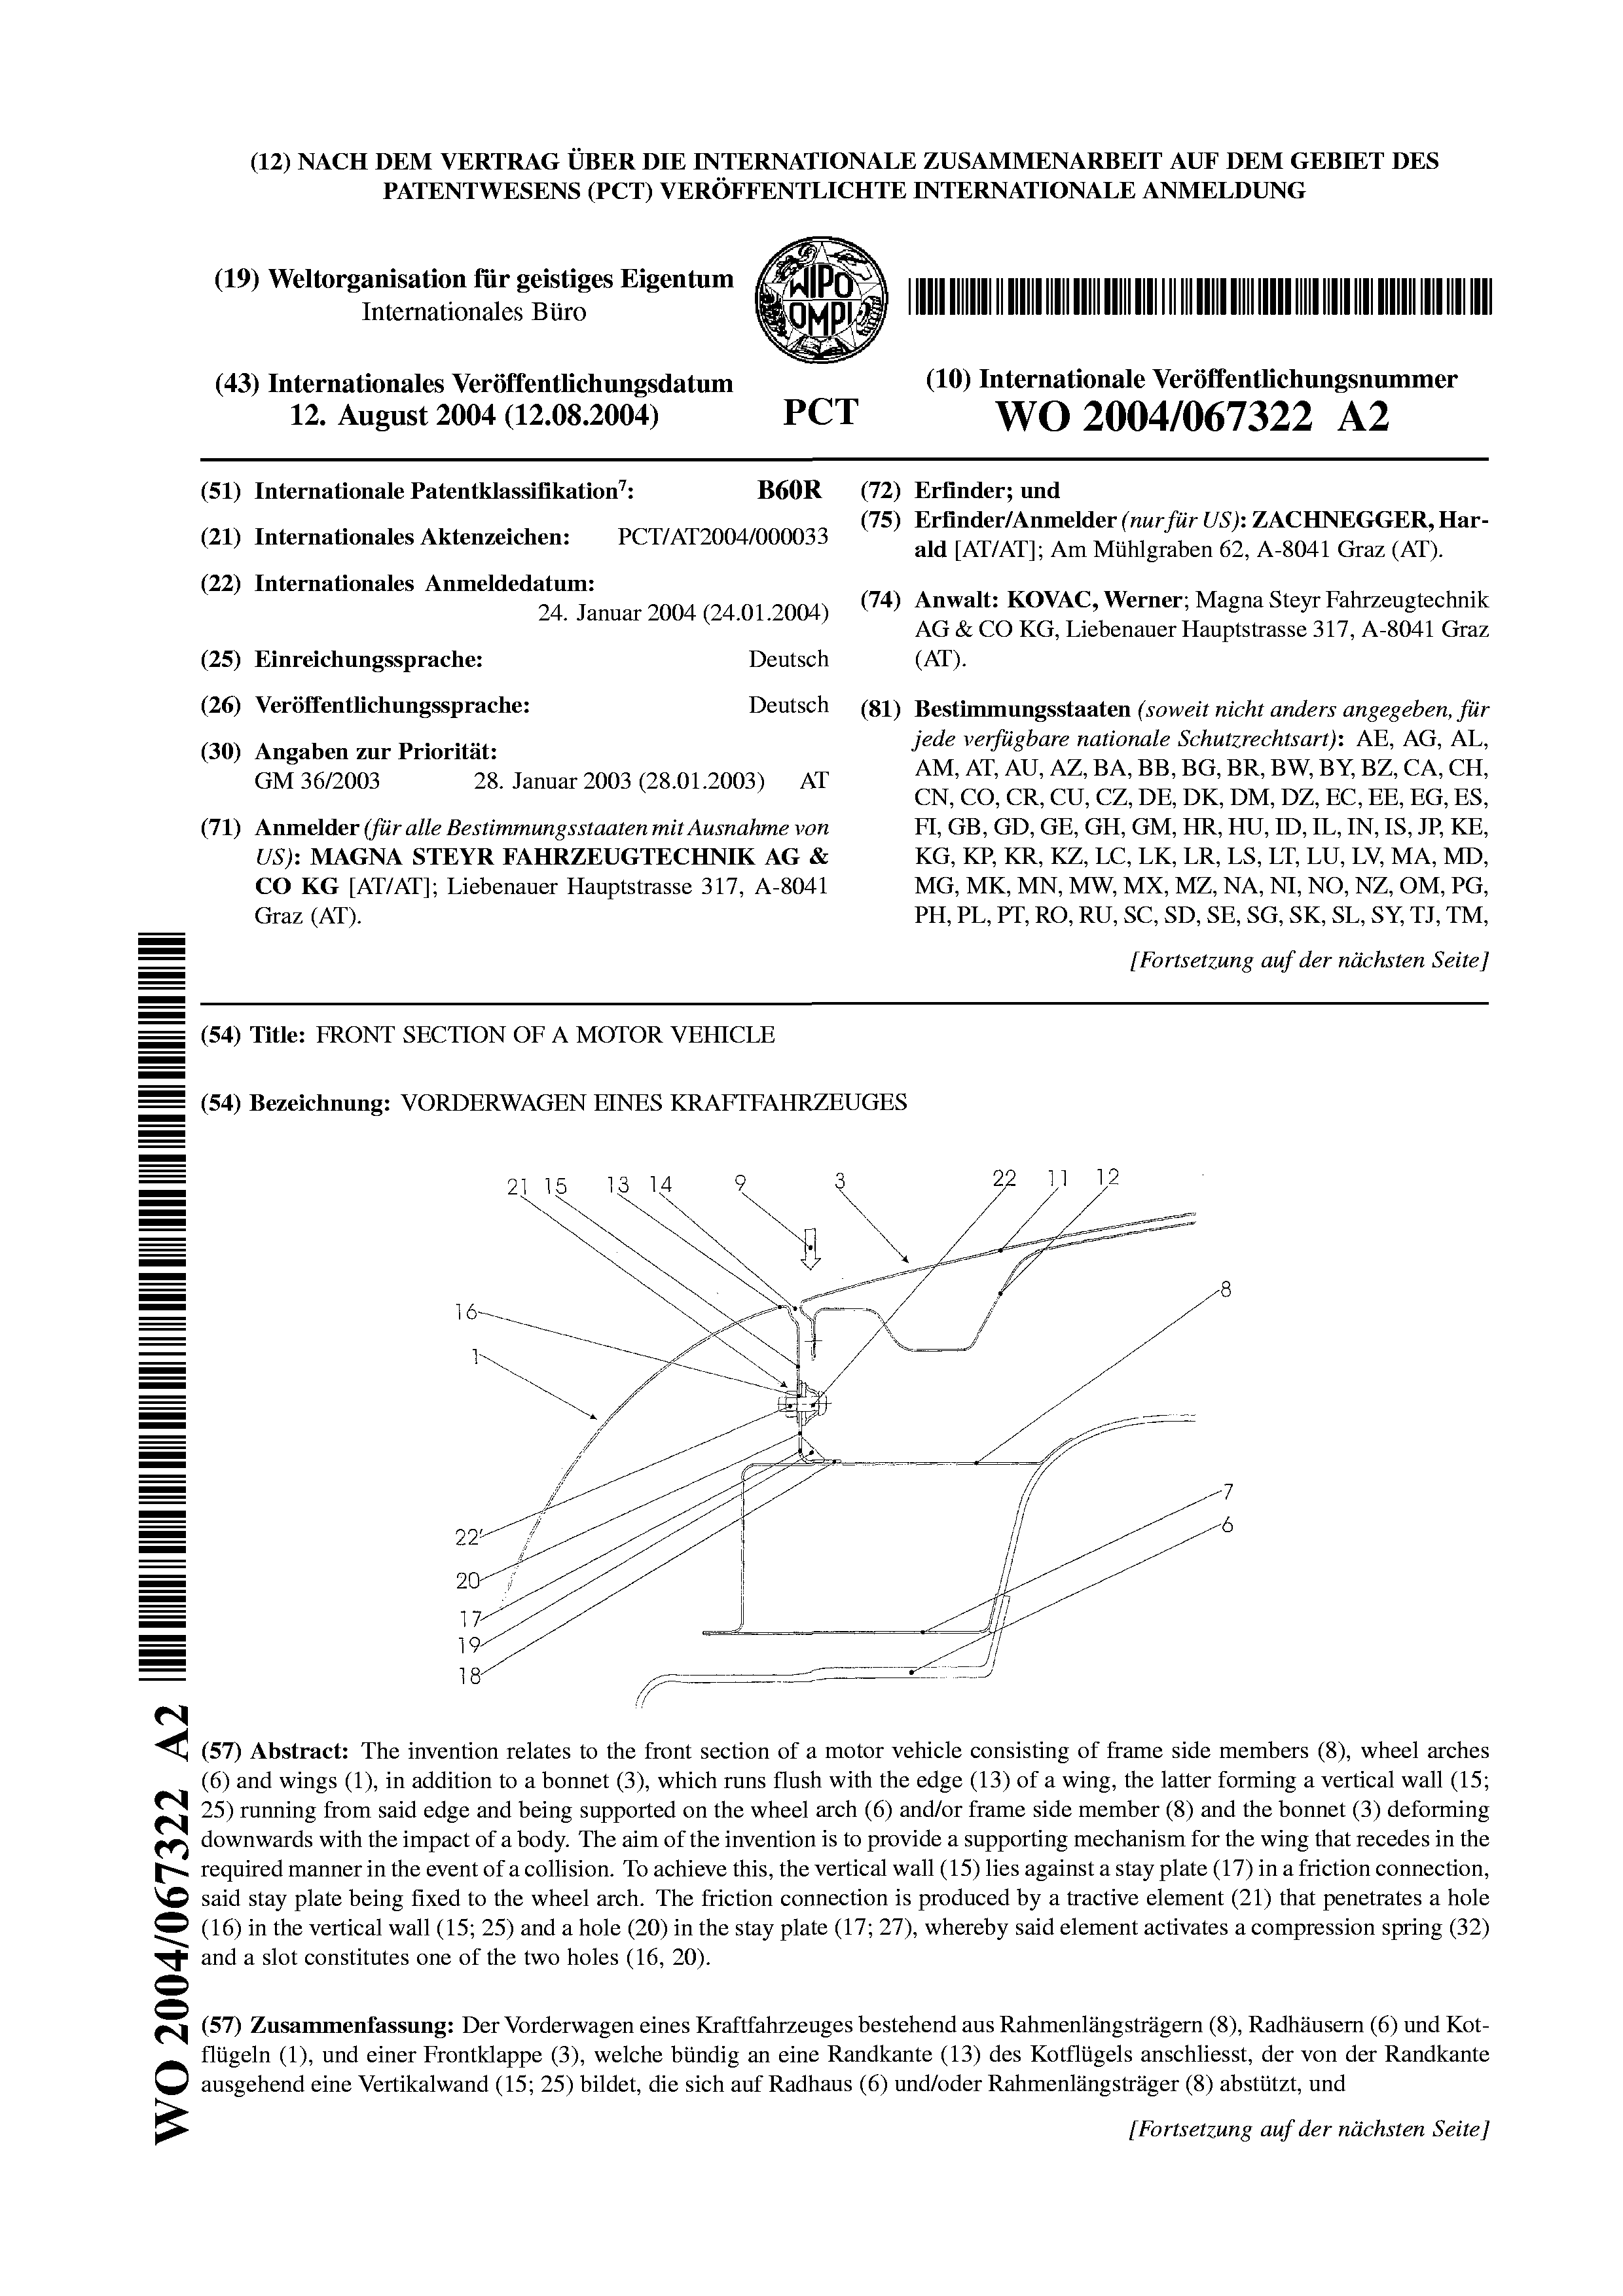 (12) NACH DEM VERTRAG ÜBER DIE INTERNATIONALE ZUSAMMENARBEIT AUF DEM GEBIET DES
PATENTWESENS (PCT) VERÖFFENTLICHTE INTERNATIONALE ANMELDUNG
(19) Weltorganisation für geistiges Eigentum
Internationales Büro
WIPO
OMPI
(43) Internationales Veröffentlichungsdatum
12. August 2004 (12.08.2004)
PCT
(10) Internationale Veröffentlichungsnummer
WO 2004/067322 A2
(51) Internationale Patentklassifikation⁷: B60R
(21) Internationales Aktenzeichen: PCT/AT2004/000033
(22) Internationales Anmeldedatum:
24. Januar 2004 (24.01.2004)
(25) Einreichungssprache: Deutsch
(26) Veröffentlichungssprache: Deutsch
(30) Angaben zur Priorität:
GM 36/2003 28. Januar 2003 (28.01.2003) AT
(71) Anmelder (für alle Bestimmungsstaaten mit Ausnahme von
US): MAGNA STEYR FAHRZEUGTECHNIK AG &
CO KG [AT/AT]; Liebenauer Hauptstrasse 317, A-8041
Graz (AT).
(72) Erfinder; und
(75) Erfinder/Anmelder (nur für US): ZACHNEGGER, Har-
ald [AT/AT]; Am Mühlgraben 62, A-8041 Graz (AT).
(74) Anwalt: KOVAC, Werner; Magna Steyr Fahrzeugtechnik
AG & CO KG, Liebenauer Hauptstrasse 317, A-8041 Graz
(AT).
(81) Bestimmungsstaaten (soweit nicht anders angegeben, für
jede verfügbare nationale Schutzrechtsart): AE, AG, AL,
AM, AT, AU, AZ, BA, BB, BG, BR, BW, BY, BZ, CA, CH,
CN, CO, CR, CU, CZ, DE, DK, DM, DZ, EC, EE, EG, ES,
FI, GB, GD, GE, GH, GM, HR, HU, ID, IL, IN, IS, JP, KE,
KG, KP, KR, KZ, LC, LK, LR, LS, LT, LU, LV, MA, MD,
MG, MK, MN, MW, MX, MZ, NA, NI, NO, NZ, OM, PG,
PH, PL, PT, RO, RU, SC, SD, SE, SG, SK, SL, SY, TJ, TM,
[Fortsetzung auf der nächsten Seite]
(54) Title: FRONT SECTION OF A MOTOR VEHICLE
(54) Bezeichnung: VORDERWAGEN EINES KRAFTFAHRZEUGES
21 15 13 14 9 3 22 11 12
8
16
1
7
22'
6
20
17
19
18
(57) Abstract: The invention relates to the front section of a motor vehicle consisting of frame side members (8), wheel arches
(6) and wings (1), in addition to a bonnet (3), which runs flush with the edge (13) of a wing, the latter forming a vertical wall (15;
25) running from said edge and being supported on the wheel arch (6) and/or frame side member (8) and the bonnet (3) deforming
downwards with the impact of a body. The aim of the invention is to provide a supporting mechanism for the wing that recedes in the
required manner in the event of a collision. To achieve this, the vertical wall (15) lies against a stay plate (17) in a friction connection,
said stay plate being fixed to the wheel arch. The friction connection is produced by a tractive element (21) that penetrates a hole
(16) in the vertical wall (15; 25) and a hole (20) in the stay plate (17; 27), whereby said element activates a compression spring (32)
and a slot constitutes one of the two holes (16, 20).
(57) Zusammenfassung: Der Vorderwagen eines Kraftfahrzeuges bestehend aus Rahmenlängsträgern (8), Radhäusern (6) und Kot-
flügeln (1), und einer Frontklappe (3), welche bündig an eine Randkante (13) des Kotflügels anschliesst, der von der Randkante
ausgehend eine Vertikalwand (15; 25) bildet, die sich auf Radhaus (6) und/oder Rahmenlängsträger (8) abstützt, und
[Fortsetzung auf der nächsten Seite]
WO 2004/067322 A2